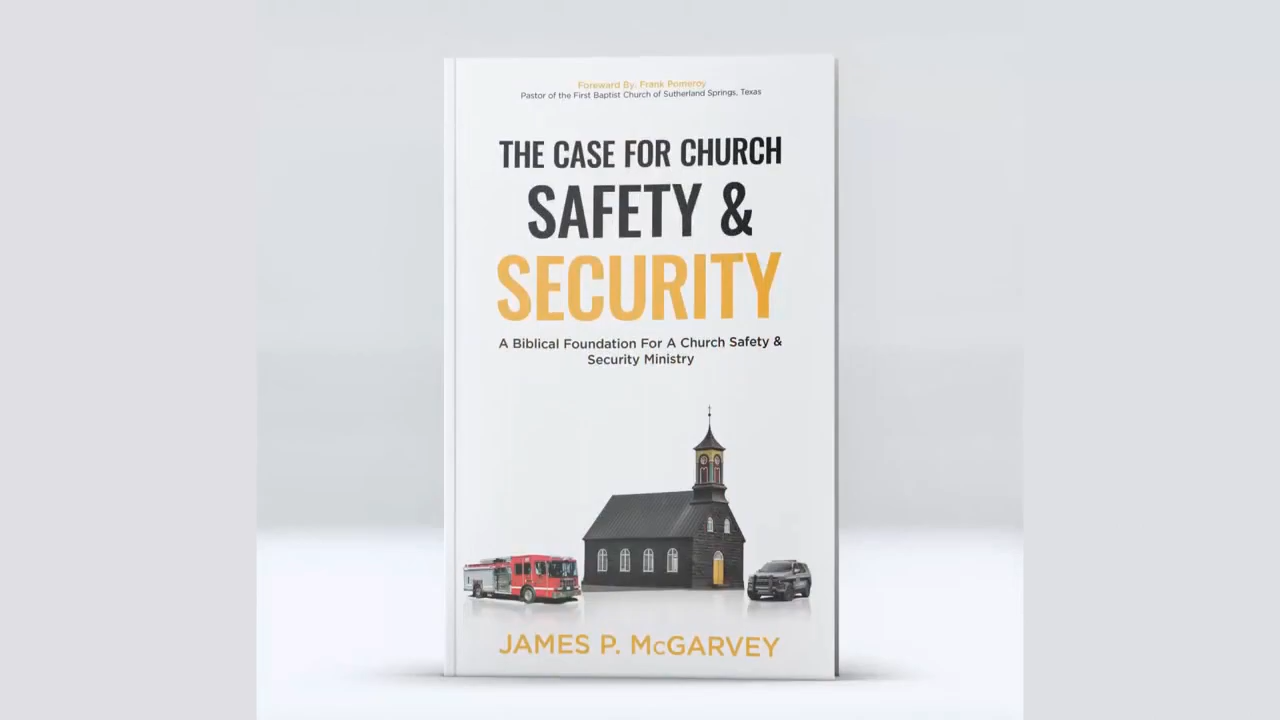 Foreword By. Frank Pomeroy
Pastor of the First Baptist Church of Sutherland Springs, Texas
THE CASE FOR CHURCH
SAFETY &
SECURITY
A Biblical Foundation For A Church Safety &
Security Ministry
JAMES P. McGARVEY